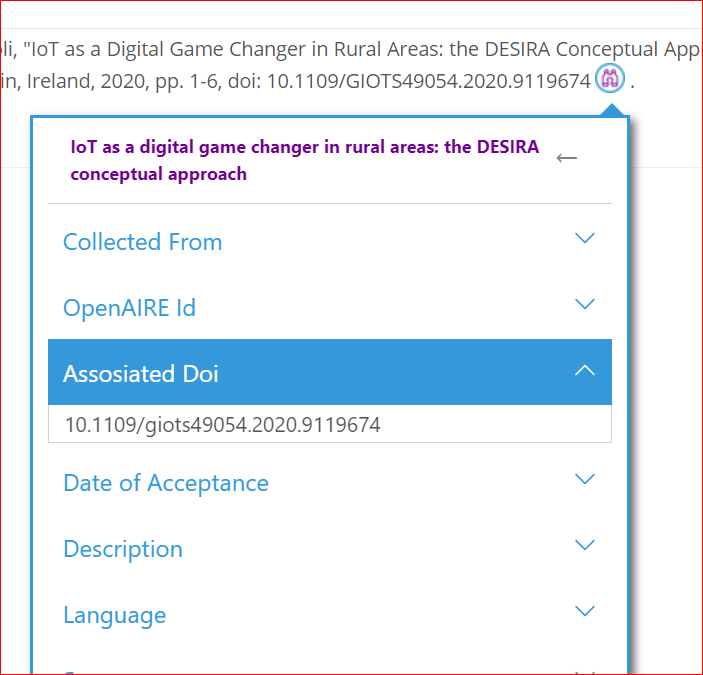 li, "IoT as a Digital Game Changer in Rural Areas: the DESIRA Conceptual App
in, Ireland, 2020, pp. 1-6, doi: 10.1109/GIOTS49054.2020.9119674 .
IoT as a digital game changer in rural areas: the DESIRA
conceptual approach
←
Collected From
OpenAIRE Id
Assosiated Doi
10.1109/giots49054.2020.9119674
Date of Acceptance
Description
Language